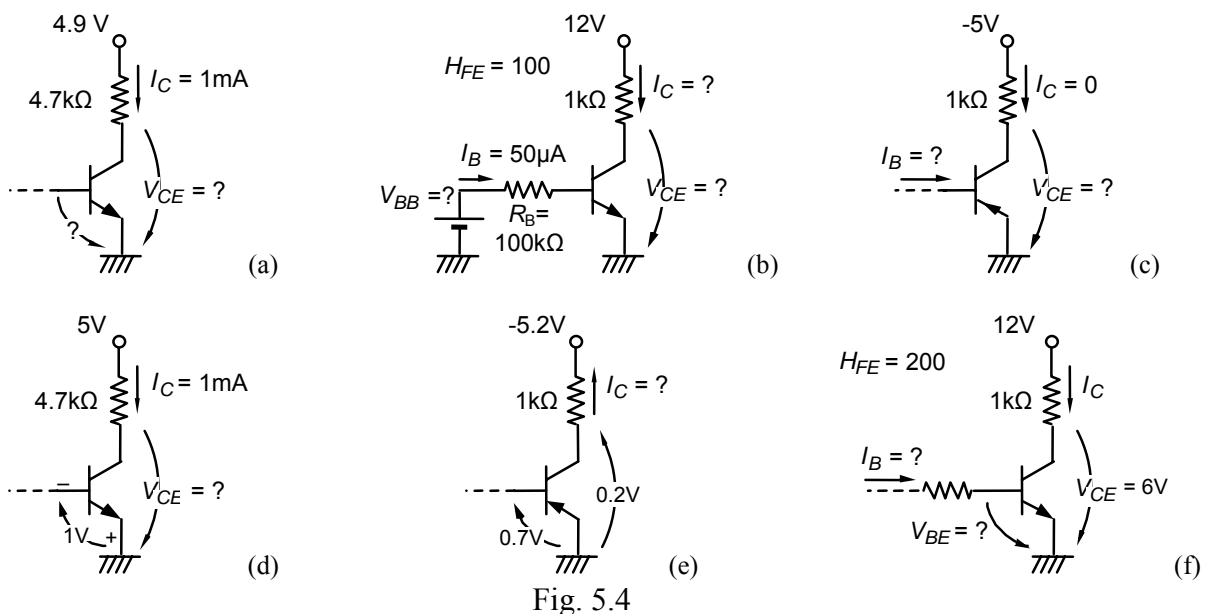 4.9 V
4.7kΩ
I_C = 1mA
V_CE = ?
?
(a)
12V
H_FE = 100
1kΩ
I_C = ?
I_B = 50µA
V_BB =?
R_B=
100kΩ
V_CE = ?
(b)
-5V
1kΩ
I_C = 0
I_B = ?
V_CE = ?
(c)
5V
4.7kΩ
I_C = 1mA
V_CE = ?
–
1V
+
(d)
-5.2V
1kΩ
I_C = ?
0.2V
0.7V
(e)
12V
H_FE = 200
1kΩ
I_C
I_B = ?
V_CE = 6V
V_BE = ?
(f)
Fig. 5.4